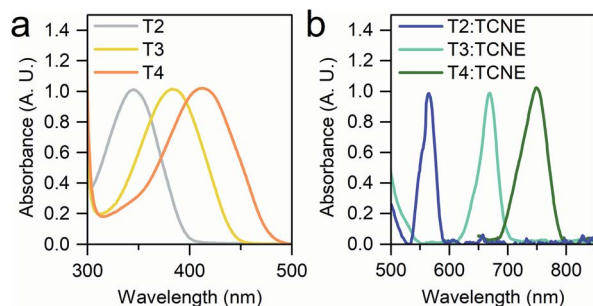 a
T2
T3
T4
1.4
1.2
1.0
0.8
0.6
0.4
0.2
0.0
Absorbance (A. U.)
300
400
500
Wavelength (nm)
b
T2:TCNE
T3:TCNE
T4:TCNE
1.4
1.2
1.0
0.8
0.6
0.4
0.2
0.0
Absorbance (A. U.)
500
600
700
800
Wavelength (nm)